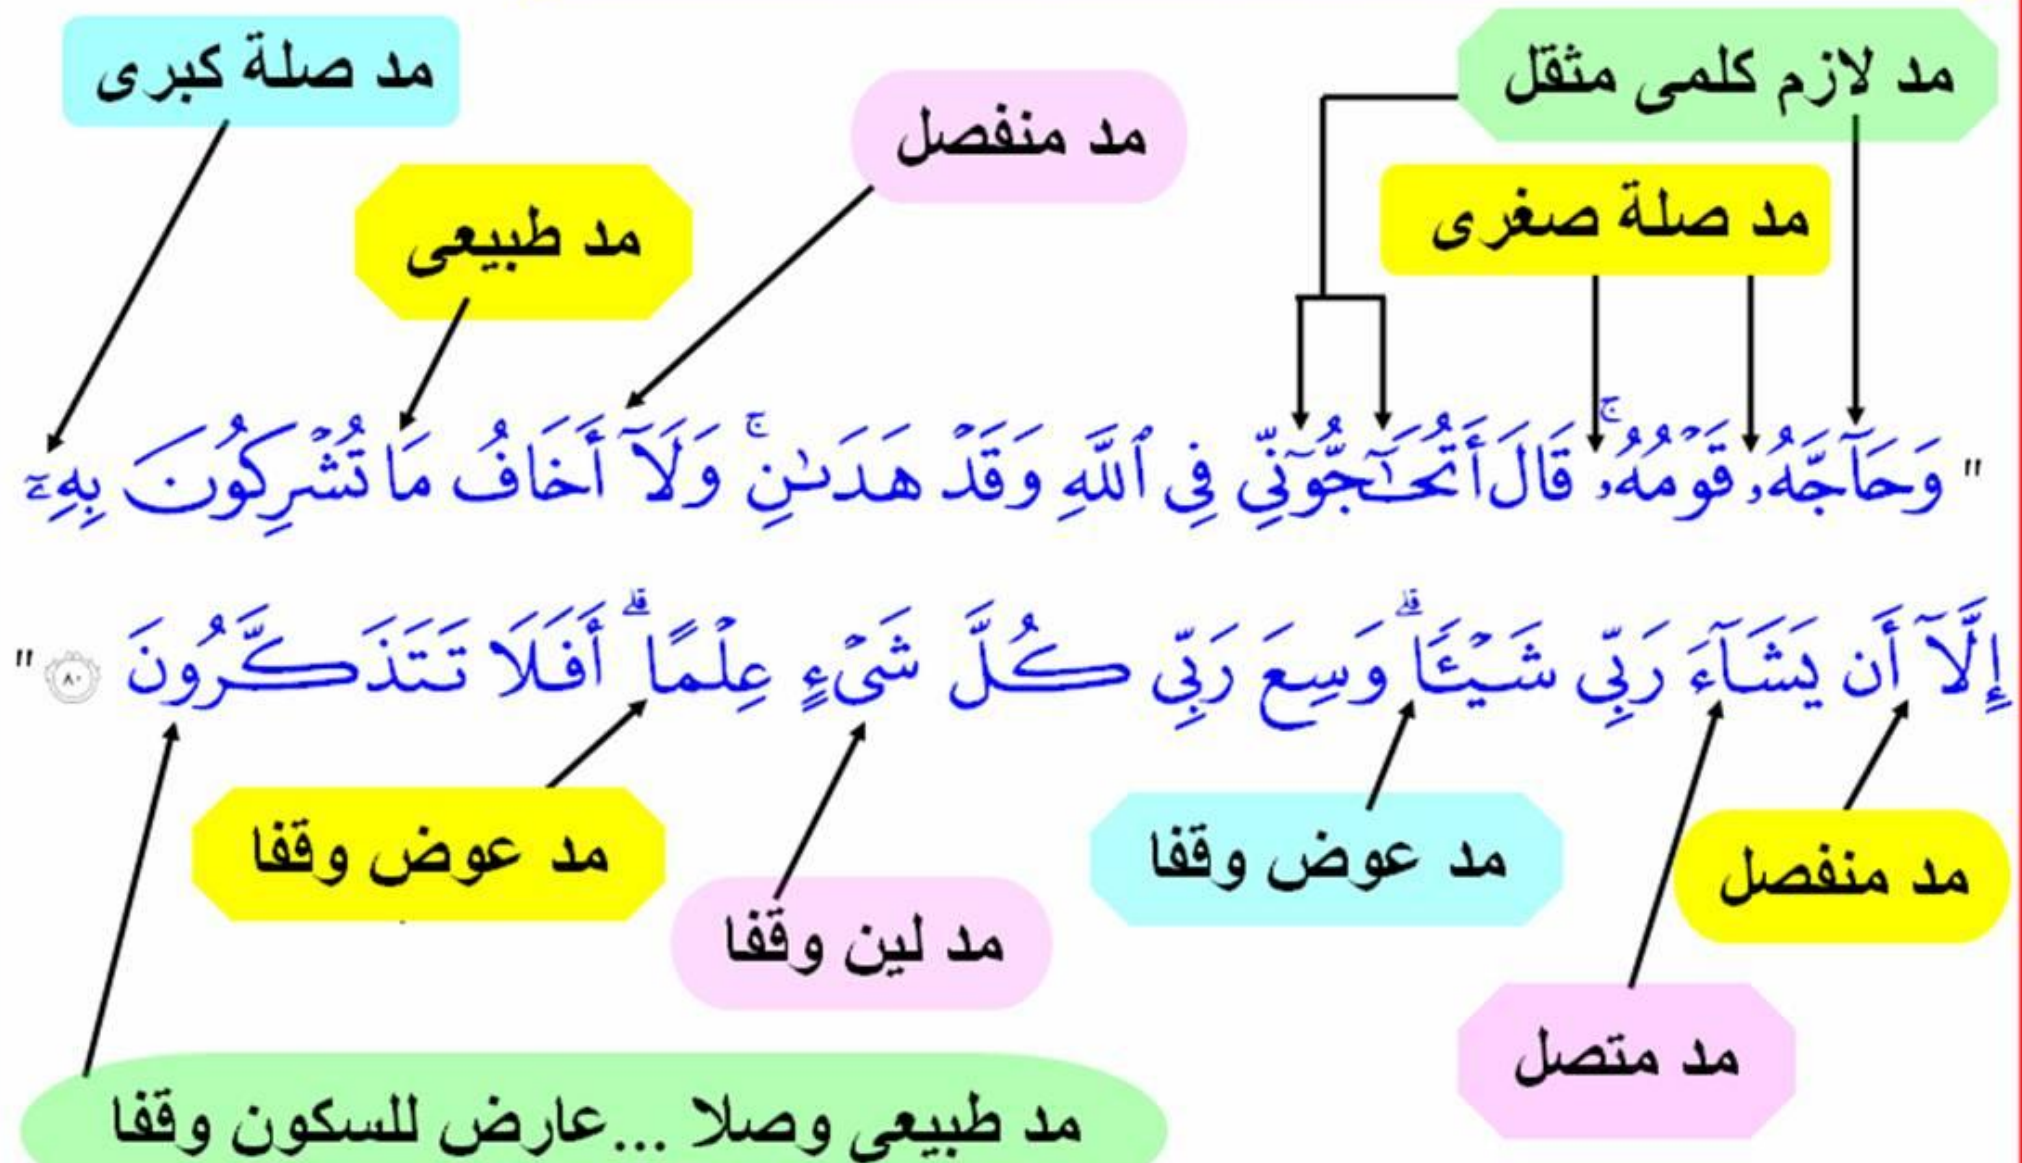 مد صلة كبرى
مد لازم كلمى مثقل
مد منفصل
مد صلة صغرى
مد طبيعى
" وَحَآجَّهُۥ قَوْمُهُۥ ۚ قَالَ أَتُحَـٰٓجُّوٓنِّى فِى ٱللَّهِ وَقَدْ هَدَىٰنِ ۚ وَلَآ أَخَافُ مَا تُشْرِكُونَ بِهِۦٓ
إِلَّآ أَن يَشَآءَ رَبِّى شَيْـًٔا ۗ وَسِعَ رَبِّى كُلَّ شَىْءٍ عِلْمًا ۗ أَفَلَا تَتَذَكَّرُونَ ٨٠ "
مد عوض وقفا
مد عوض وقفا
مد منفصل
مد لين وقفا
مد متصل
مد طبيعى وصلا ...عارض للسكون وقفا